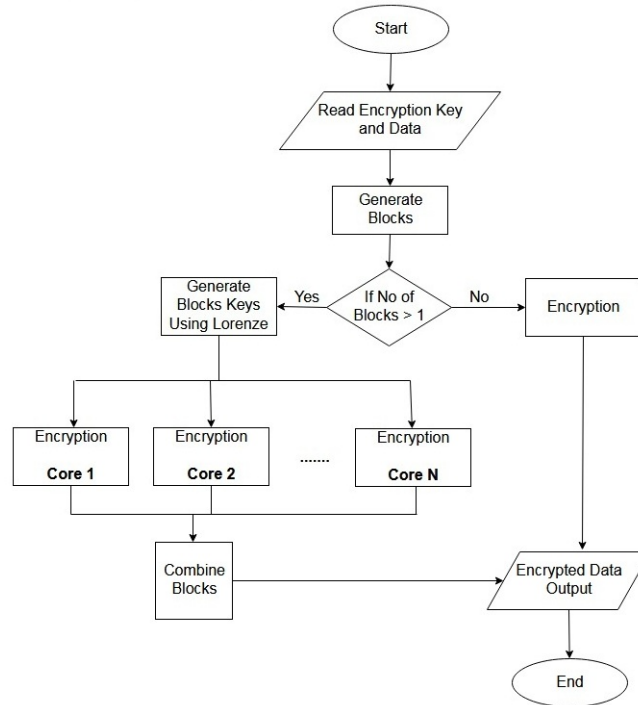 Start
Read Encryption Key
and Data
Generate
Blocks
If No of
Blocks > 1
Yes
No
Generate
Blocks Keys
Using Lorenze
Encryption
Encryption
Core 1
Encryption
Core 2
.......
Encryption
Core N
Combine
Blocks
Encrypted Data
Output
End